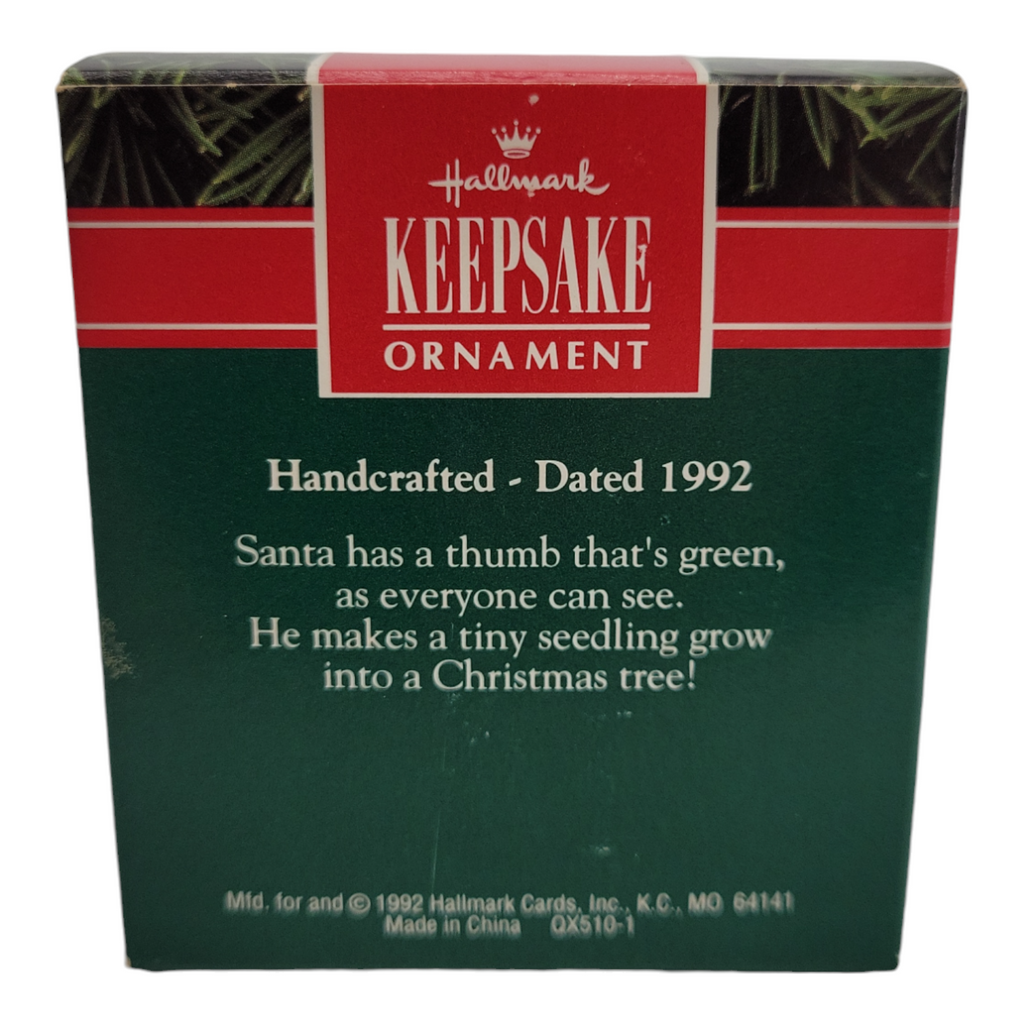 Hallmark
KEEPSAKE
ORNAMENT
Handcrafted - Dated 1992
Santa has a thumb that's green,
as everyone can see.
He makes a tiny seedling grow
into a Christmas tree!
Mfd. for and © 1992 Hallmark Cards, Inc., K.C., MO 64141
Made in China QX510-1